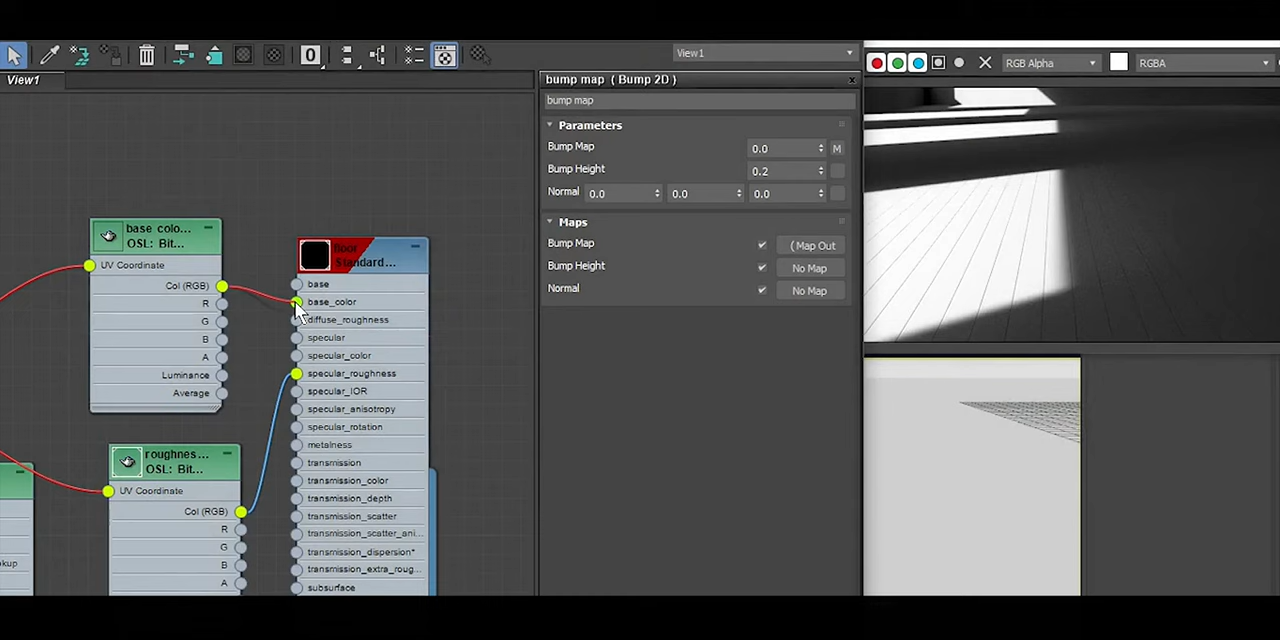 0
View1
RGB Alpha
RGBA
View1
bump map ( Bump 2D )
bump map
Parameters
Bump Map 0.0 M
Bump Height 0.2
Normal 0.0 0.0 0.0
Maps
Bump Map (Map Out
Bump Height No Map
Normal No Map
base colo...
OSL: Bit...
UV Coordinate
Col (RGB)
R
G
B
A
Luminance
Average
floor
Standard...
base
base_color
diffuse_roughness
specular
specular_color
specular_roughness
specular_IOR
specular_anisotropy
specular_rotation
metalness
transmission
transmission_color
transmission_depth
transmission_scatter
transmission_scatter_ani...
transmission_dispersion*
transmission_extra_roug...
subsurface
roughnes...
OSL: Bit...
UV Coordinate
Col (RGB)
R
G
B
A
okup